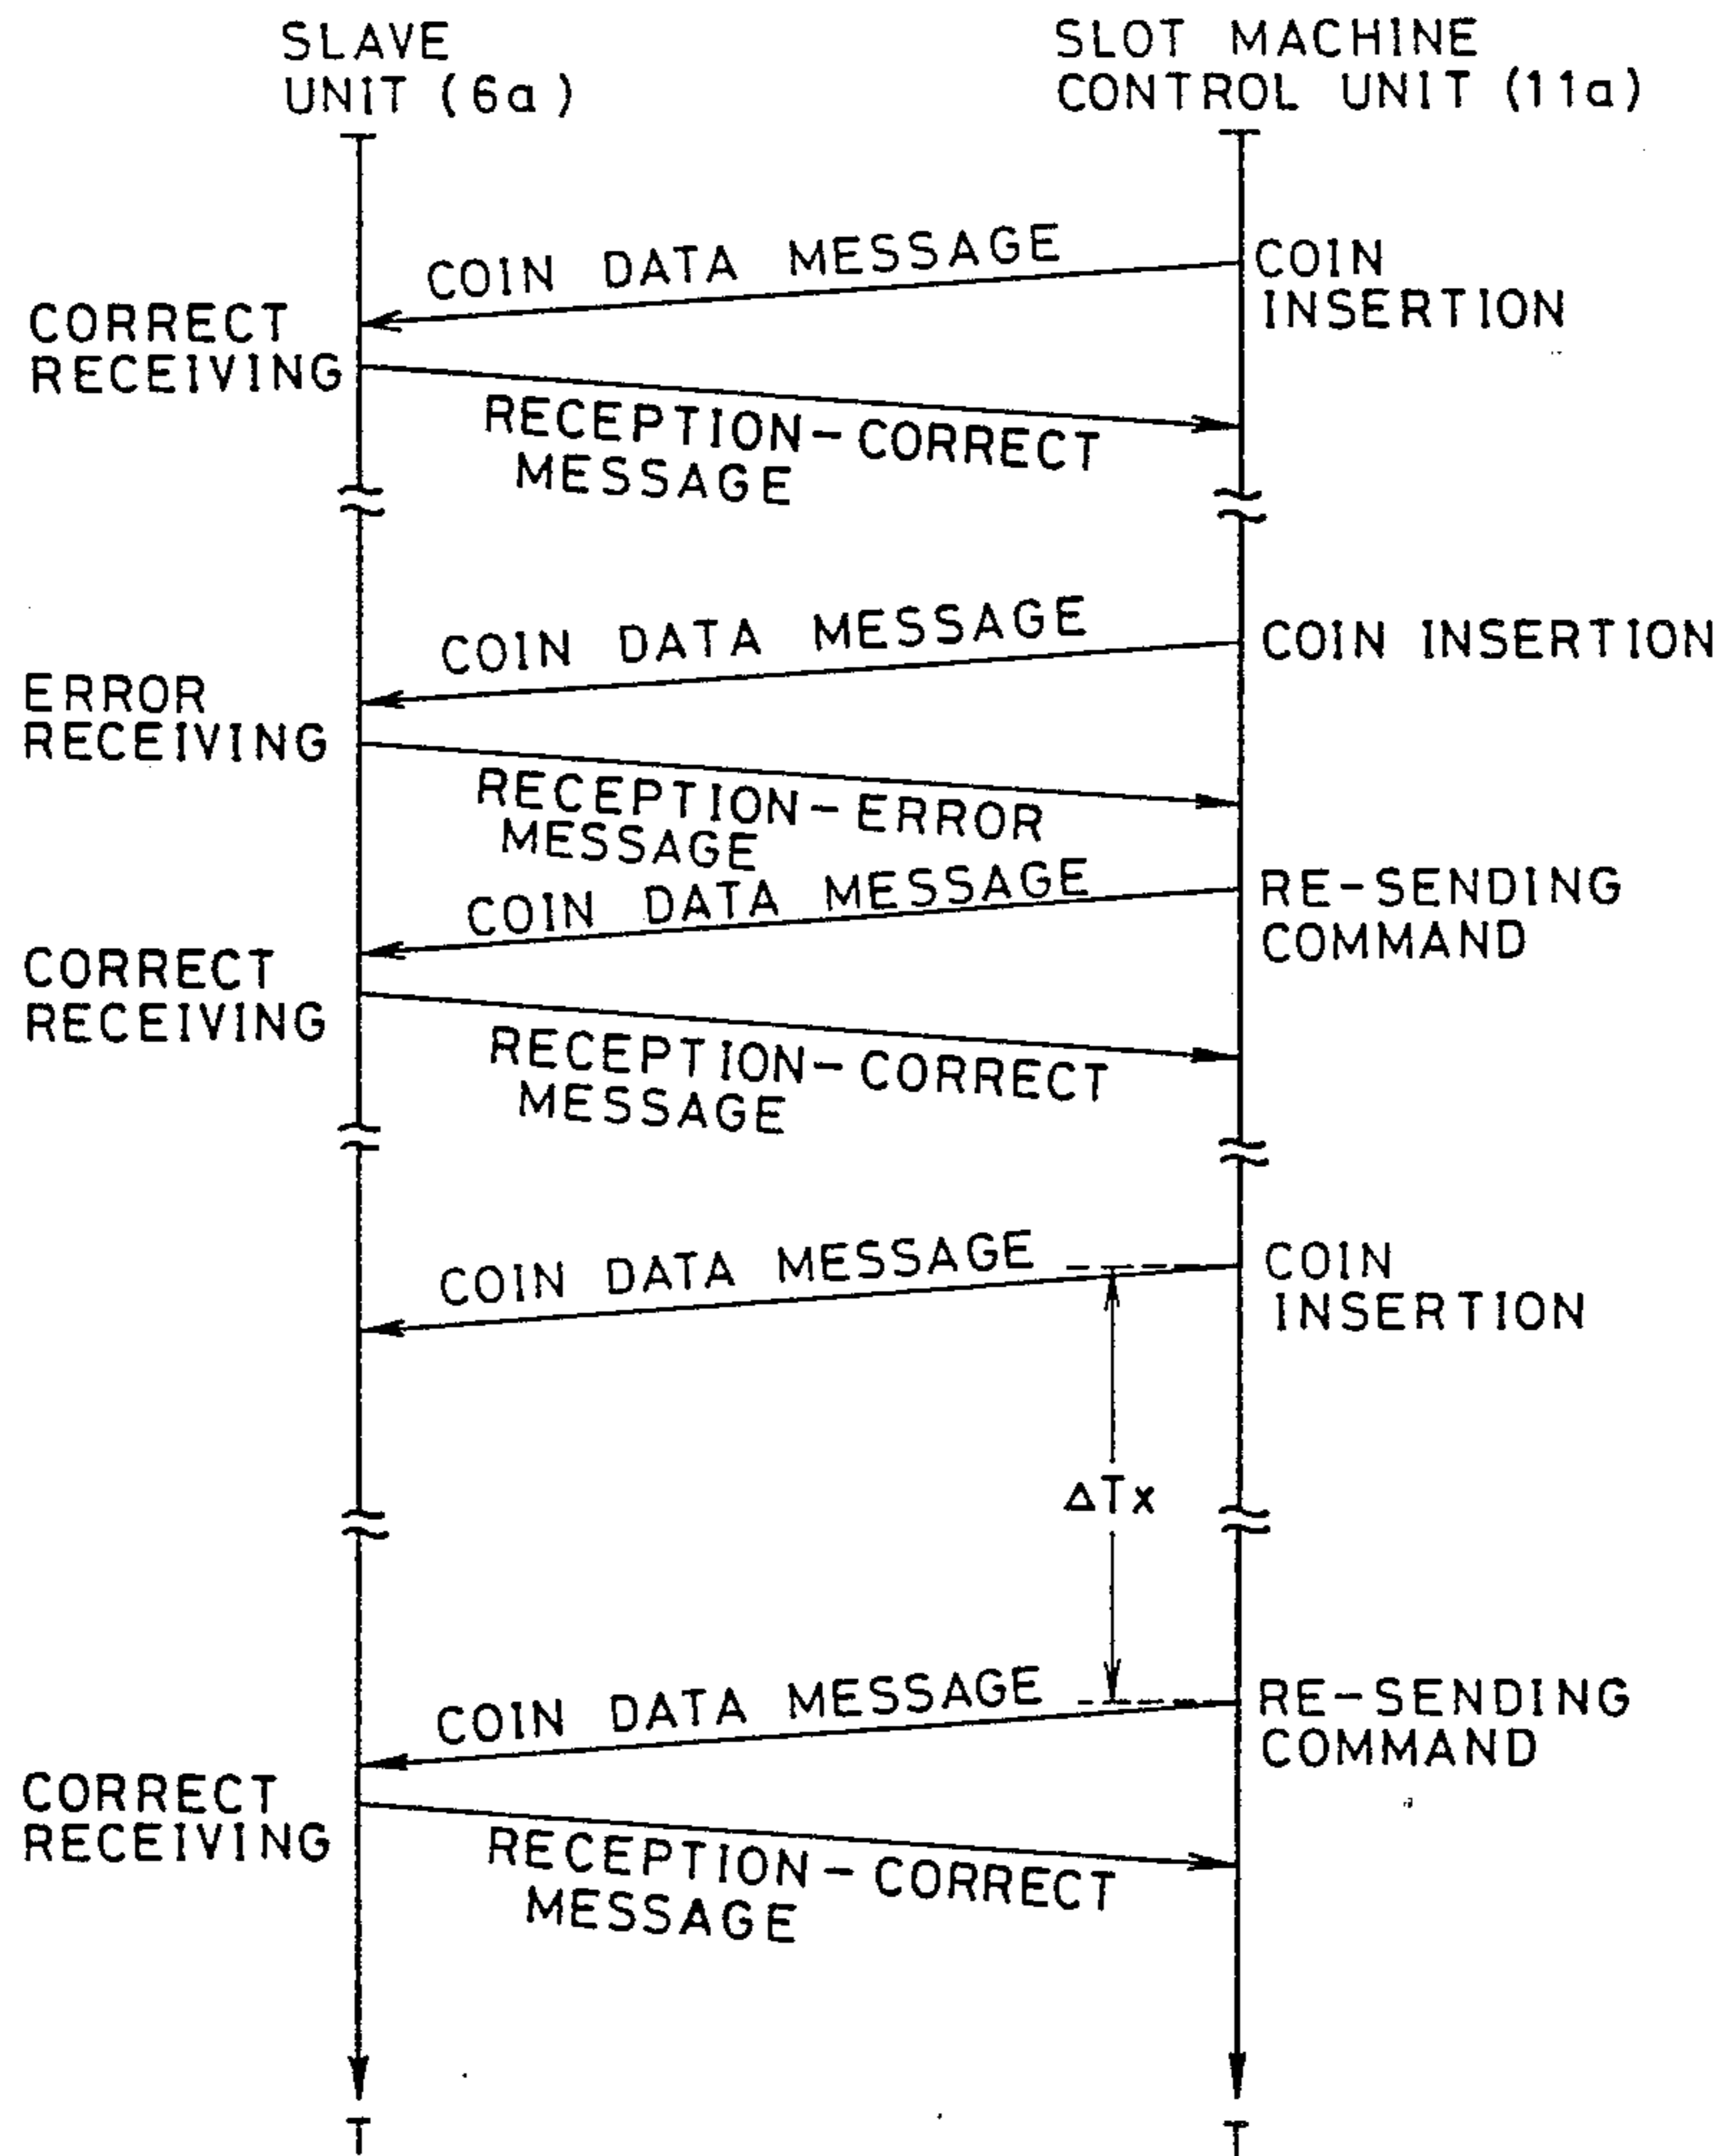 SLAVE
UNIT (6a)
SLOT MACHINE
CONTROL UNIT (11a)
COIN DATA MESSAGE
COIN
INSERTION
CORRECT
RECEIVING
RECEPTION-CORRECT
MESSAGE
COIN DATA MESSAGE
COIN INSERTION
ERROR
RECEIVING
RECEPTION-ERROR
MESSAGE
COIN DATA MESSAGE
RE-SENDING
COMMAND
CORRECT
RECEIVING
RECEPTION-CORRECT
MESSAGE
COIN DATA MESSAGE
COIN
INSERTION
ΔTx
COIN DATA MESSAGE
RE-SENDING
COMMAND
CORRECT
RECEIVING
RECEPTION-CORRECT
MESSAGE
T
T